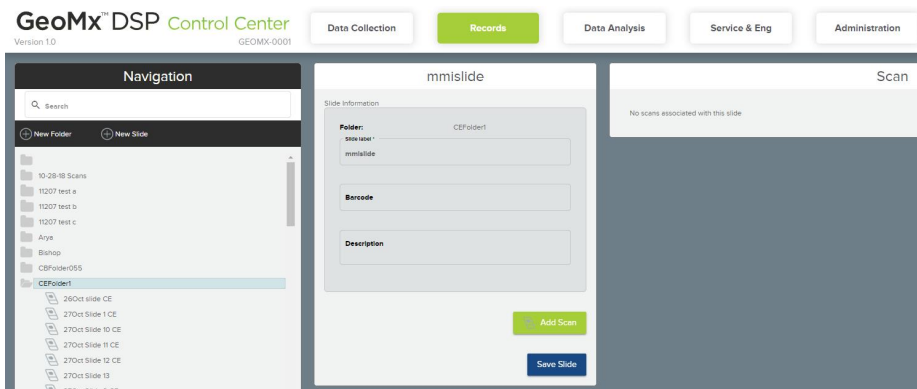 GeoMx™ DSP Control Center
Version 1.0
GEOMX-0001
Data Collection
Records
Data Analysis
Service & Eng
Administration
Navigation
Search
New Folder
New Slide
10-28-18 Scans
11207 test a
11207 test b
11207 test c
Arya
Bishop
CBFolder055
CEFolder1
26Oct slide CE
27Oct Slide 1 CE
27Oct Slide 10 CE
27Oct Slide 11 CE
27Oct Slide 12 CE
27Oct Slide 13
mmislide
Slide Information
Folder: CEFolder1
Slide label *
mmislide
Barcode
Description
Add Scan
Save Slide
Scan
No scans associated with this slide